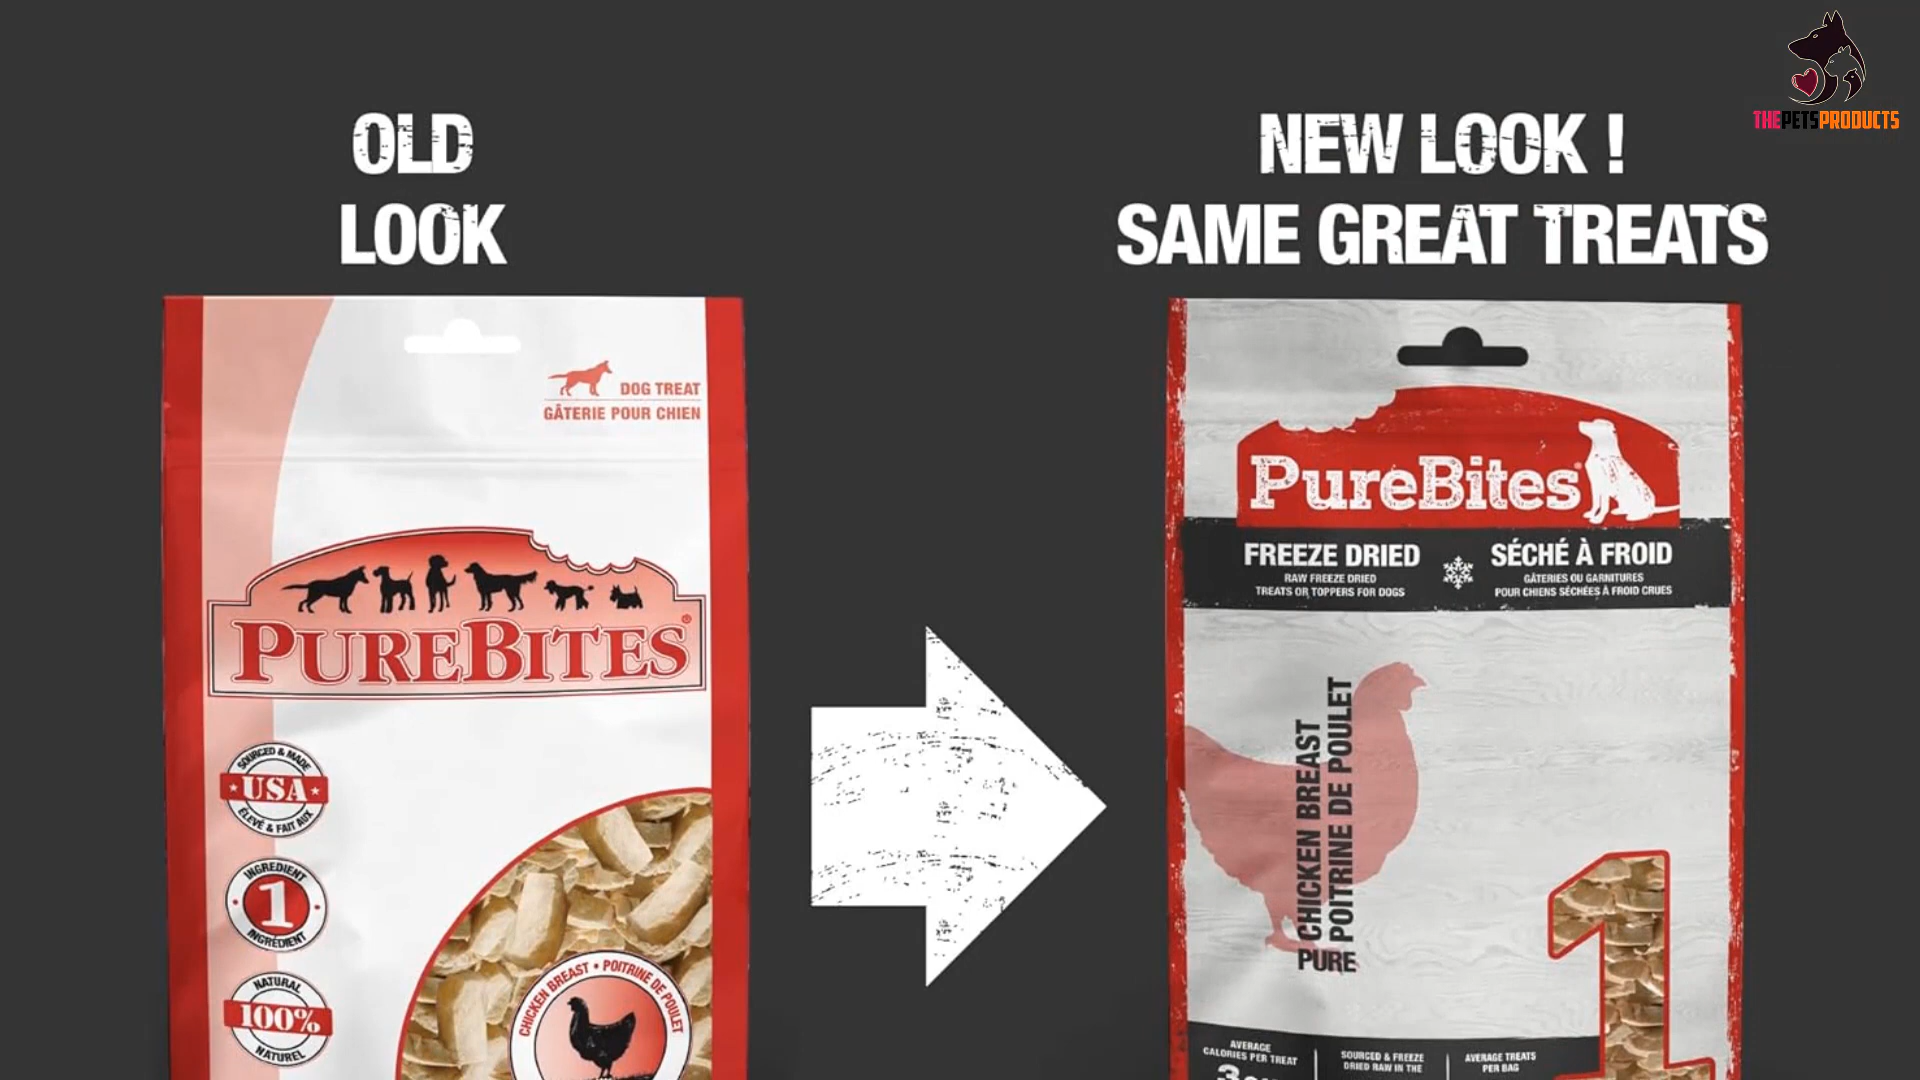 OLD
LOOK
NEW LOOK !
SAME GREAT TREATS
THEPETSPRODUCTS
DOG TREAT
GÂTERIE POUR CHIEN
PUREBITES®
SOURCED & MADE
USA
ÉLEVÉ & FAIT AUX
INGREDIENT
1
INGRÉDIENT
NATURAL
100%
NATUREL
CHICKEN BREAST • POITRINE DE POULET
PureBites
FREEZE DRIED
RAW FREEZE DRIED
TREATS OR TOPPERS FOR DOGS
SÉCHÉ À FROID
GÂTERIES OU GARNITURES
POUR CHIENS SÉCHÉES À FROID CRUES
CHICKEN BREAST
POITRINE DE POULET
PURE
1
AVERAGE
CALORIES PER TREAT
3
SOURCED & FREEZE
DRIED RAW IN THE
AVERAGE TREATS
PER BAG